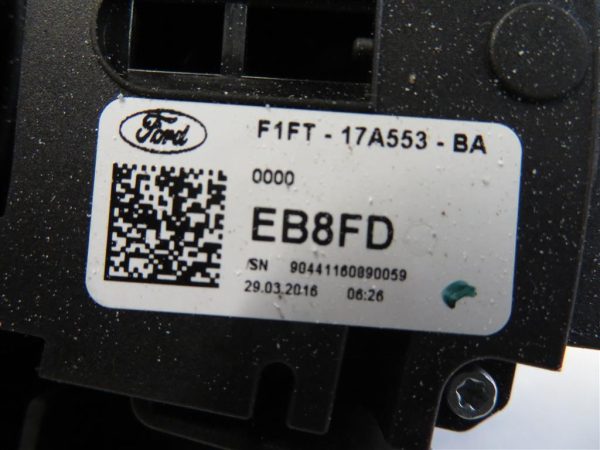 Ford
F1FT - 17A553 - BA
0000
EB8FD
SN 90441160890059
29.03.2016 06:26